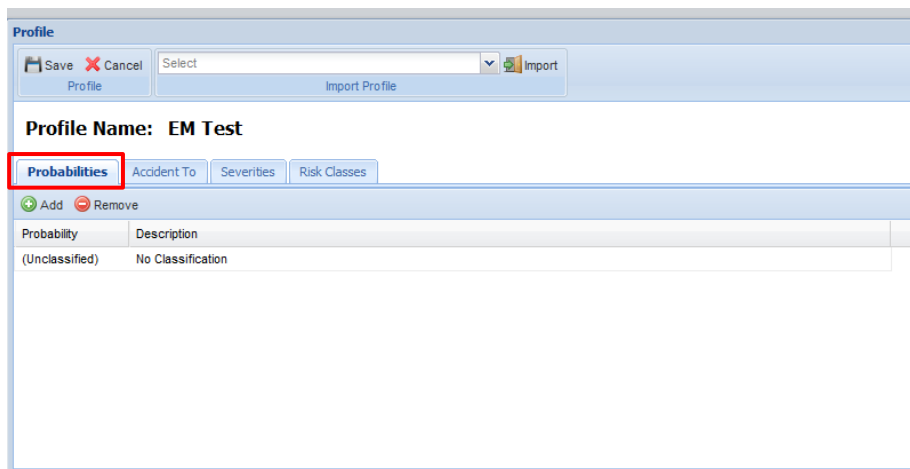 Profile
Save Cancel Select Import
Profile Import Profile
Profile Name: EM Test
Probabilities Accident To Severities Risk Classes
Add Remove
Probability Description
(Unclassified) No Classification